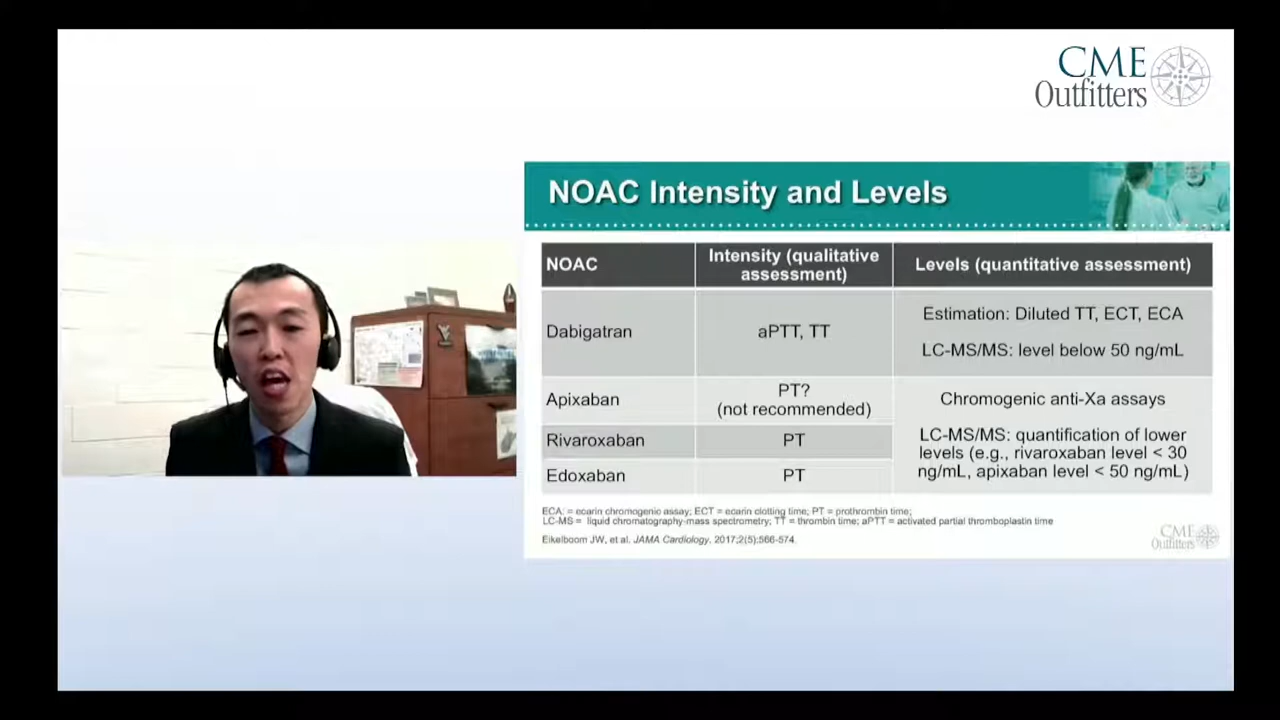 CME
Outfitters
NOAC Intensity and Levels
NOAC
Intensity (qualitative
assessment)
Levels (quantitative assessment)
Dabigatran
aPTT, TT
Estimation: Diluted TT, ECT, ECA
LC-MS/MS: level below 50 ng/mL
Apixaban
PT?
(not recommended)
Chromogenic anti-Xa assays
Rivaroxaban
PT
LC-MS/MS: quantification of lower
levels (e.g., rivaroxaban level < 30
ng/mL, apixaban level < 50 ng/mL)
Edoxaban
PT
ECA: = ecarin chromogenic assay; ECT = ecarin clotting time; PT = prothrombin time;
LC-MS = liquid chromatography-mass spectrometry; TT = thrombin time; aPTT = activated partial thromboplastin time
Eikelboom JW, et al. JAMA Cardiology. 2017;2(5):566-574.
CME
Outfitters